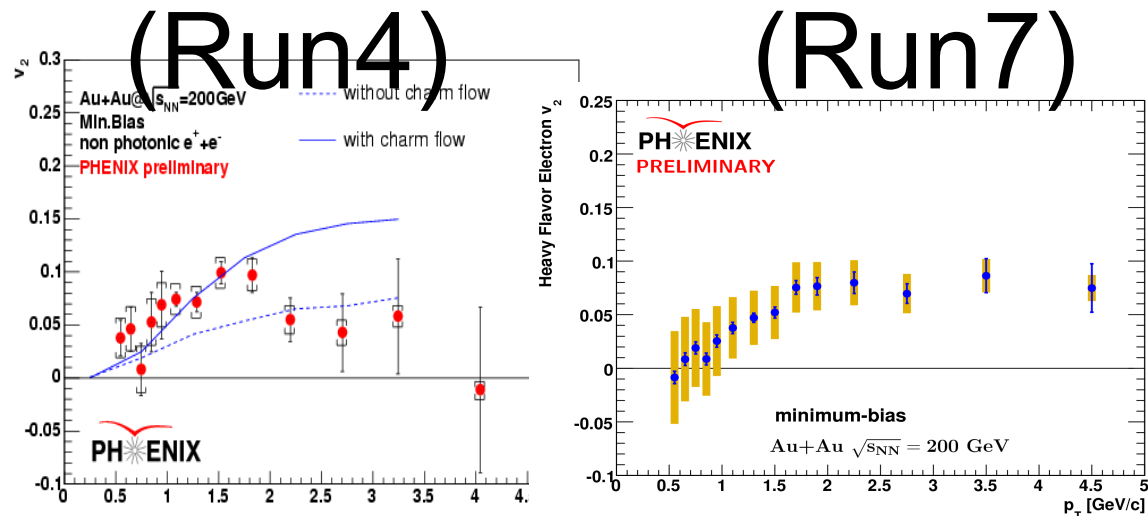 (Run4)
(Run7)
v2
0.3
0.25
0.2
0.15
0.1
0.05
0
-0.05
-0.1
Au+Au@ √sNN=200GeV
Min.Bias
non photonic e+ +e-
PHENIX preliminary
without charm flow
with charm flow
PHENIX
0 0.5 1 1.5 2 2.5 3 3.5 4 4.
Heavy Flavor Electron v2
0.25
0.2
0.15
0.1
0.05
0
-0.05
-0.1
PHENIX
PRELIMINARY
minimum-bias
Au+Au √sNN = 200 GeV
0 0.5 1 1.5 2 2.5 3 3.5 4 4.5 5
pT [GeV/c]